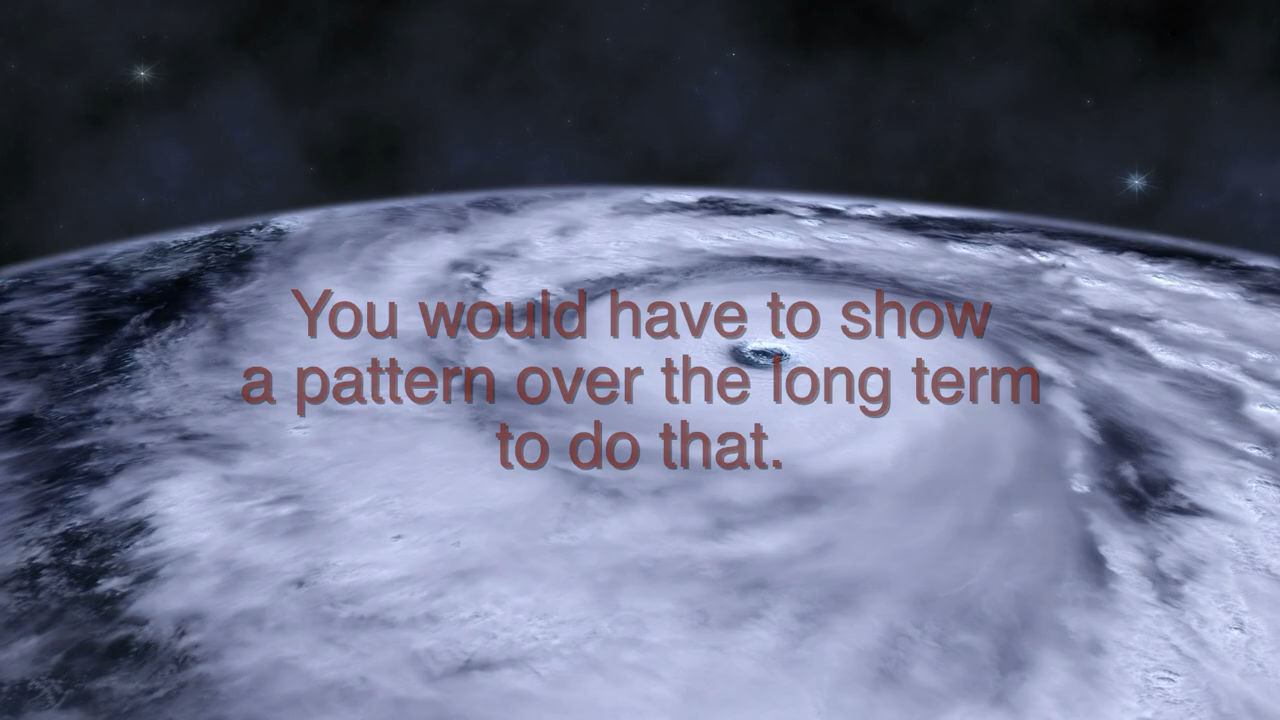 You would have to show
a pattern over the long term
to do that.